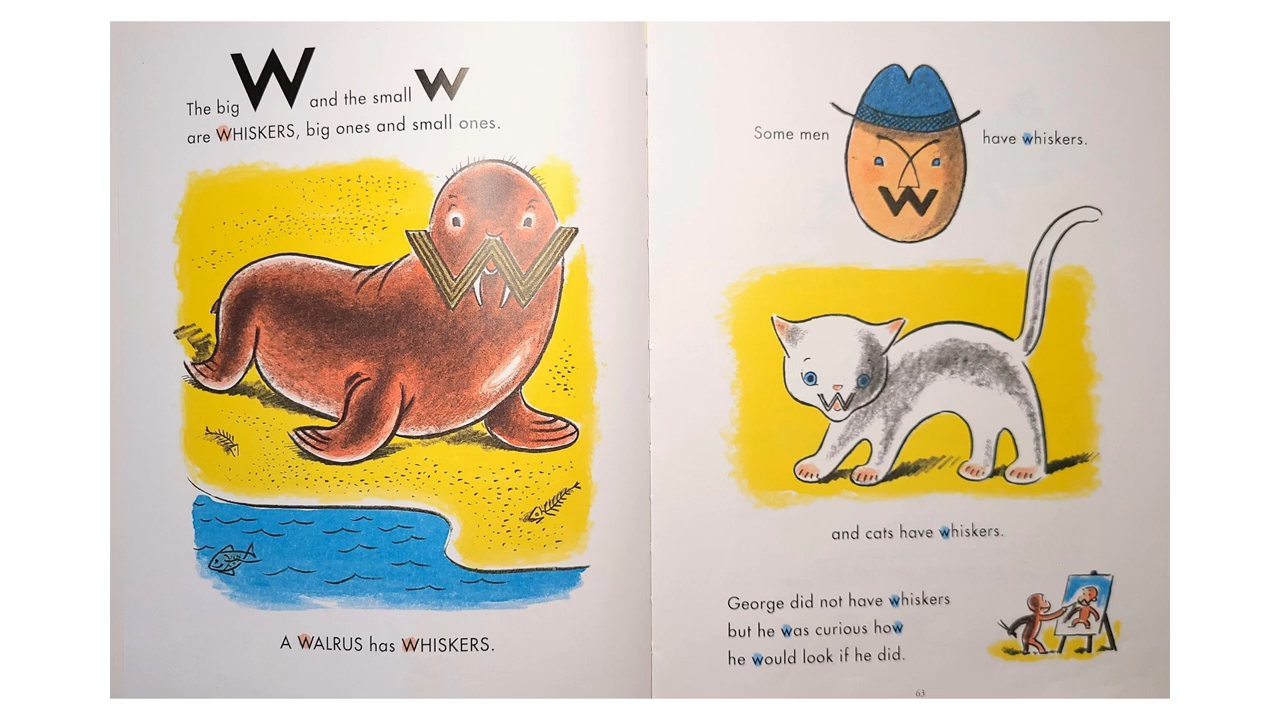 The big W and the small w
are WHISKERS, big ones and small ones.
A WALRUS has WHISKERS.
Some men have whiskers.
and cats have whiskers.
George did not have whiskers
but he was curious how
he would look if he did.
63